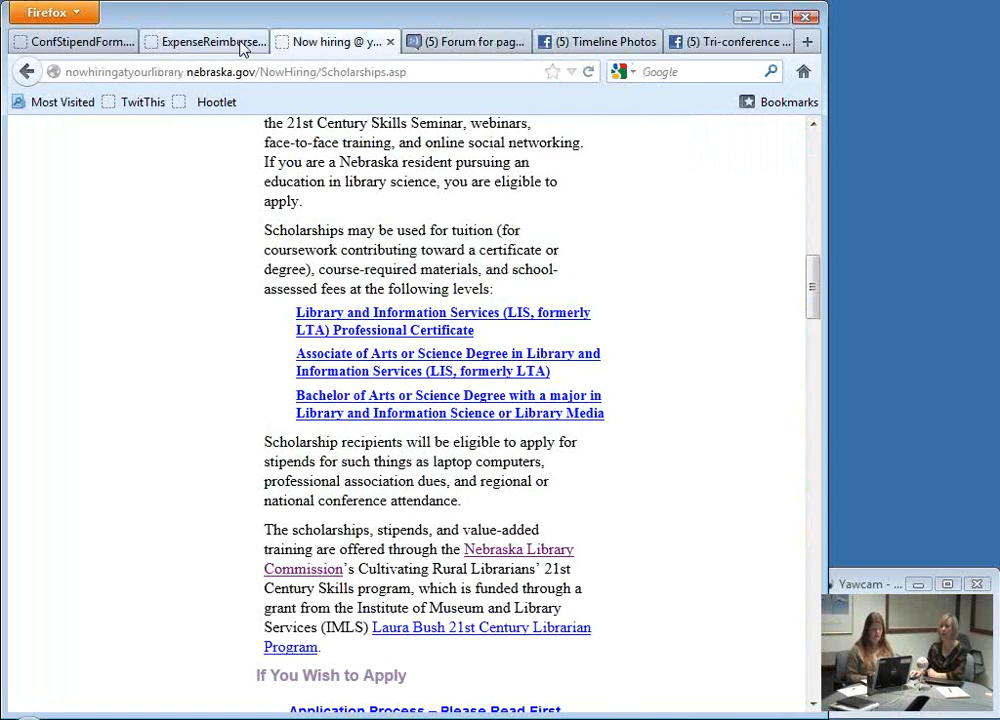 Firefox
ConfStipendForm....
ExpenseReimburse...
Now hiring @ y...
(5) Forum for pag...
(5) Timeline Photos
(5) Tri-conference ...
nowhiringatyourlibrary.nebraska.gov/NowHiring/Scholarships.asp
Google
Most Visited
TwitThis
Hootlet
Bookmarks
the 21st Century Skills Seminar, webinars,
face-to-face training, and online social networking.
If you are a Nebraska resident pursuing an
education in library science, you are eligible to
apply.
Scholarships may be used for tuition (for
coursework contributing toward a certificate or
degree), course-required materials, and school-
assessed fees at the following levels:
Library and Information Services (LIS, formerly
LTA) Professional Certificate
Associate of Arts or Science Degree in Library and
Information Services (LIS, formerly LTA)
Bachelor of Arts or Science Degree with a major in
Library and Information Science or Library Media
Scholarship recipients will be eligible to apply for
stipends for such things as laptop computers,
professional association dues, and regional or
national conference attendance.
The scholarships, stipends, and value-added
training are offered through the Nebraska Library
Commission's Cultivating Rural Librarians' 21st
Century Skills program, which is funded through a
grant from the Institute of Museum and Library
Services (IMLS) Laura Bush 21st Century Librarian
Program.
If You Wish to Apply
Application Process – Please Read First
Yawcam - ...